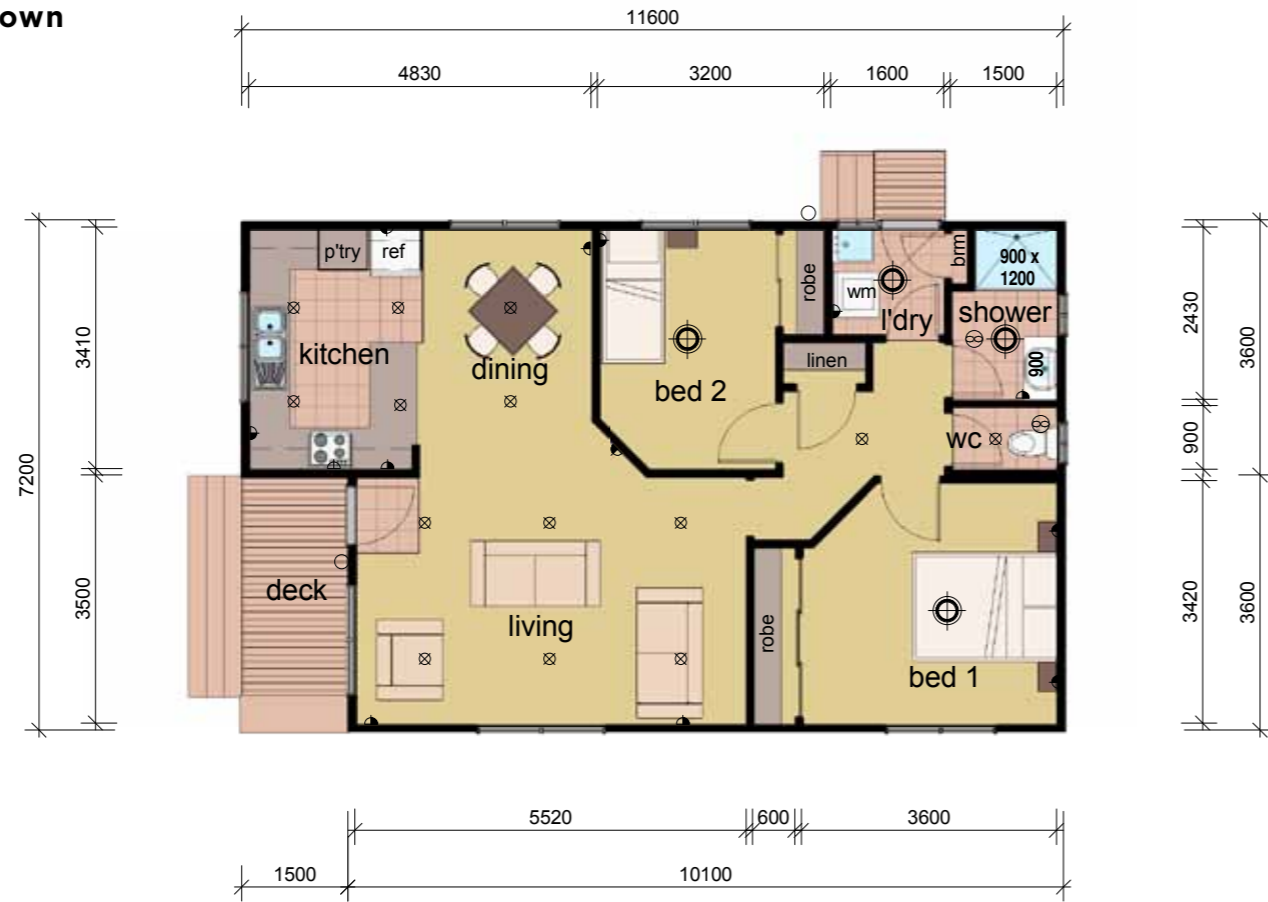 own
11600
4830 3200 1600 1500
p'try ref robe brm 900 x
1200
wm
l'dry shower
kitchen dining linen 900
bed 2
wc
3410 7200 3500
2430 3600 900 3420 3600
deck living robe bed 1
5520 600 3600
1500 10100